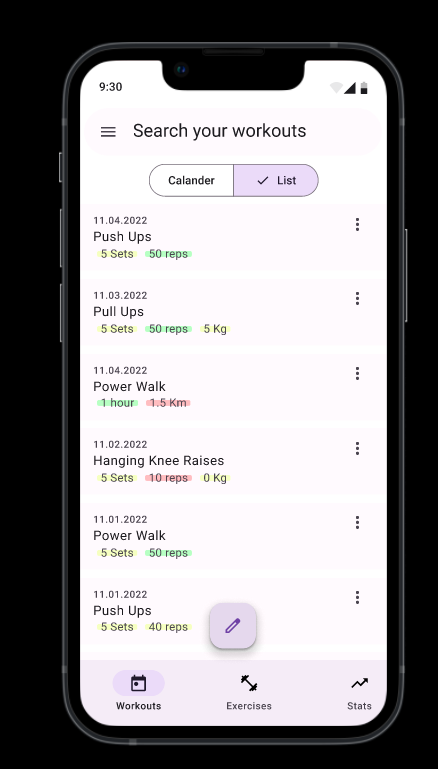 9:30
Search your workouts
Calander List
11.04.2022
Push Ups
5 Sets 50 reps
11.03.2022
Pull Ups
5 Sets 50 reps 5 Kg
11.04.2022
Power Walk
1 hour 1.5 Km
11.02.2022
Hanging Knee Raises
5 Sets 10 reps 0 Kg
11.01.2022
Power Walk
5 Sets 50 reps
11.01.2022
Push Ups
5 Sets 40 reps
Workouts Exercises Stats